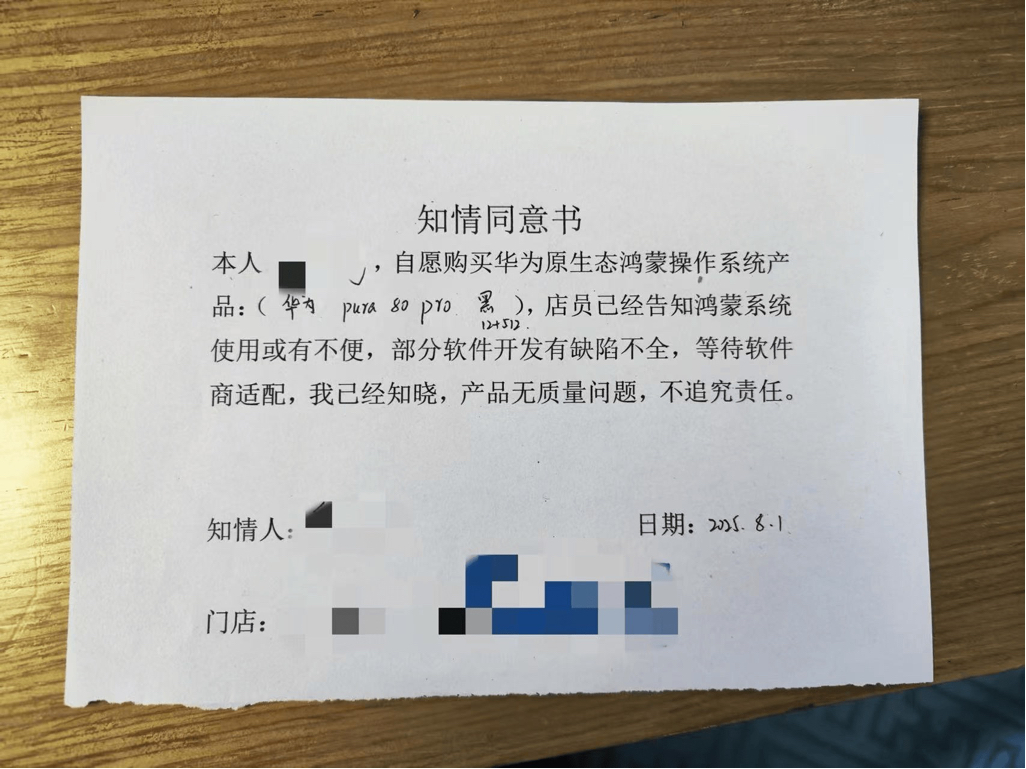 知情同意书
本人 ，自愿购买华为原生态鸿蒙操作系统产
品：（ 华为 pura 80 pro 黑 ），店员已经告知鸿蒙系统
12+512.
使用或有不便，部分软件开发有缺陷不全，等待软件
商适配，我已经知晓，产品无质量问题，不追究责任。
知情人： 日期：2025.8.1
门店：